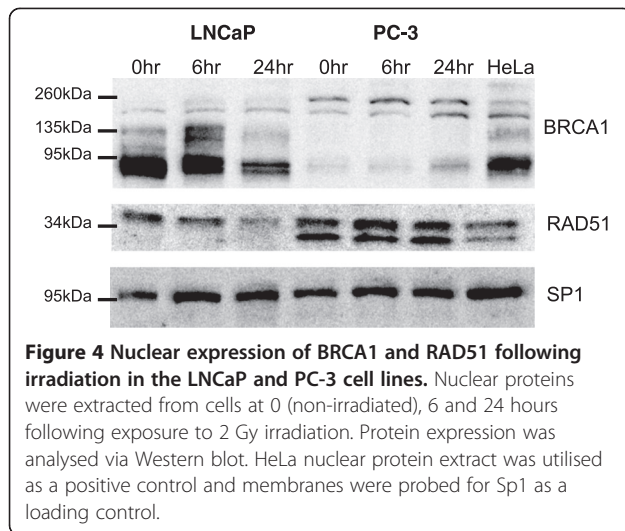 LNCaP PC-3
0hr 6hr 24hr 0hr 6hr 24hr HeLa
260kDa
135kDa
95kDa
BRCA1
34kDa
RAD51
95kDa
SP1
Figure 4 Nuclear expression of BRCA1 and RAD51 following
irradiation in the LNCaP and PC-3 cell lines. Nuclear proteins
were extracted from cells at 0 (non-irradiated), 6 and 24 hours
following exposure to 2 Gy irradiation. Protein expression was
analysed via Western blot. HeLa nuclear protein extract was utilised
as a positive control and membranes were probed for Sp1 as a
loading control.